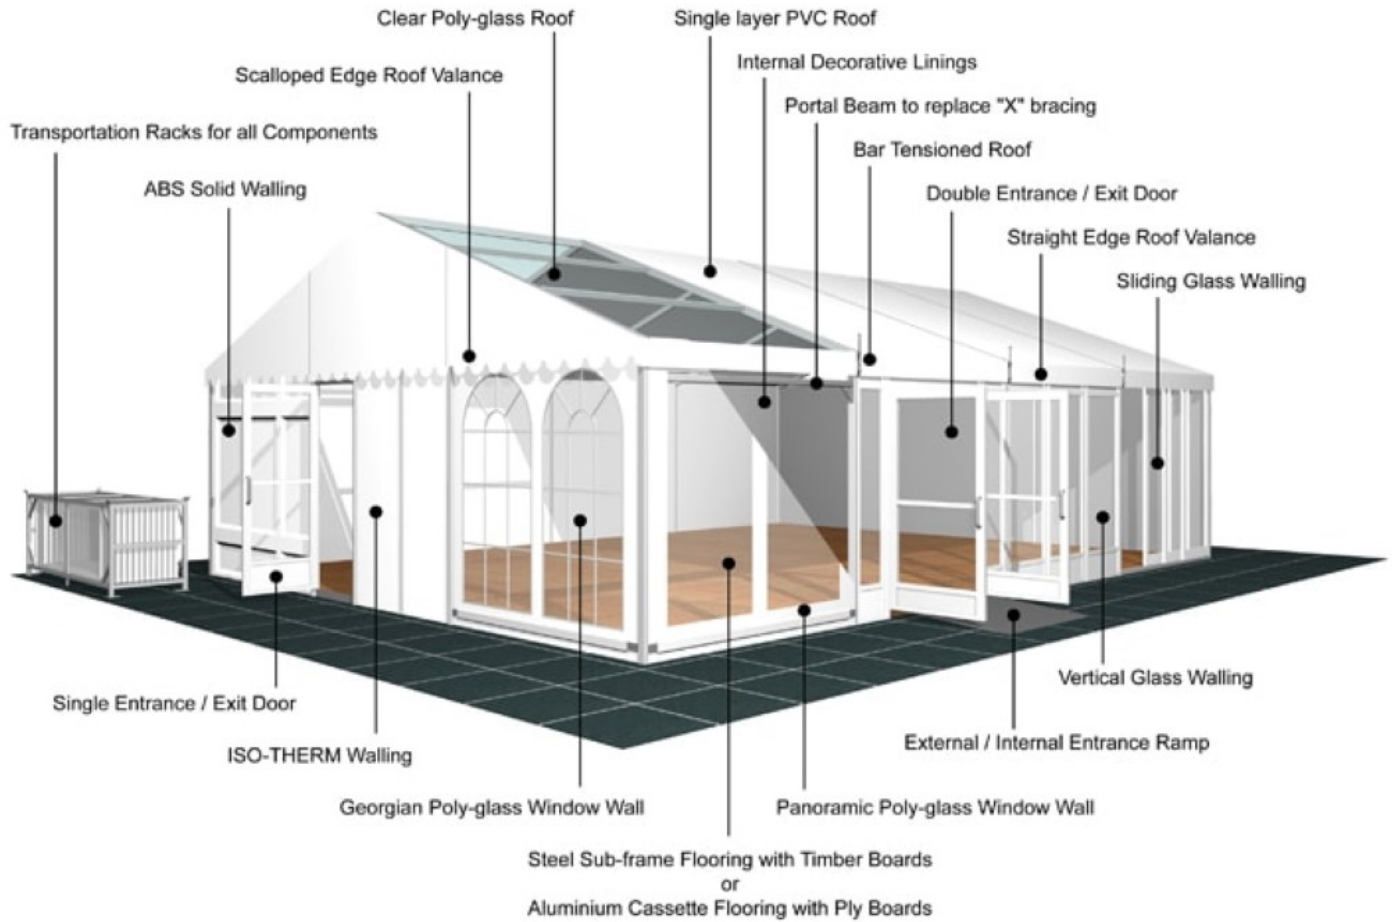 Clear Poly-glass Roof
Single layer PVC Roof
Internal Decorative Linings
Scalloped Edge Roof Valance
Portal Beam to replace "X" bracing
Transportation Racks for all Components
Bar Tensioned Roof
ABS Solid Walling
Double Entrance / Exit Door
Straight Edge Roof Valance
Sliding Glass Walling
Vertical Glass Walling
Single Entrance / Exit Door
External / Internal Entrance Ramp
ISO-THERM Walling
Georgian Poly-glass Window Wall
Panoramic Poly-glass Window Wall
Steel Sub-frame Flooring with Timber Boards
or
Aluminium Cassette Flooring with Ply Boards